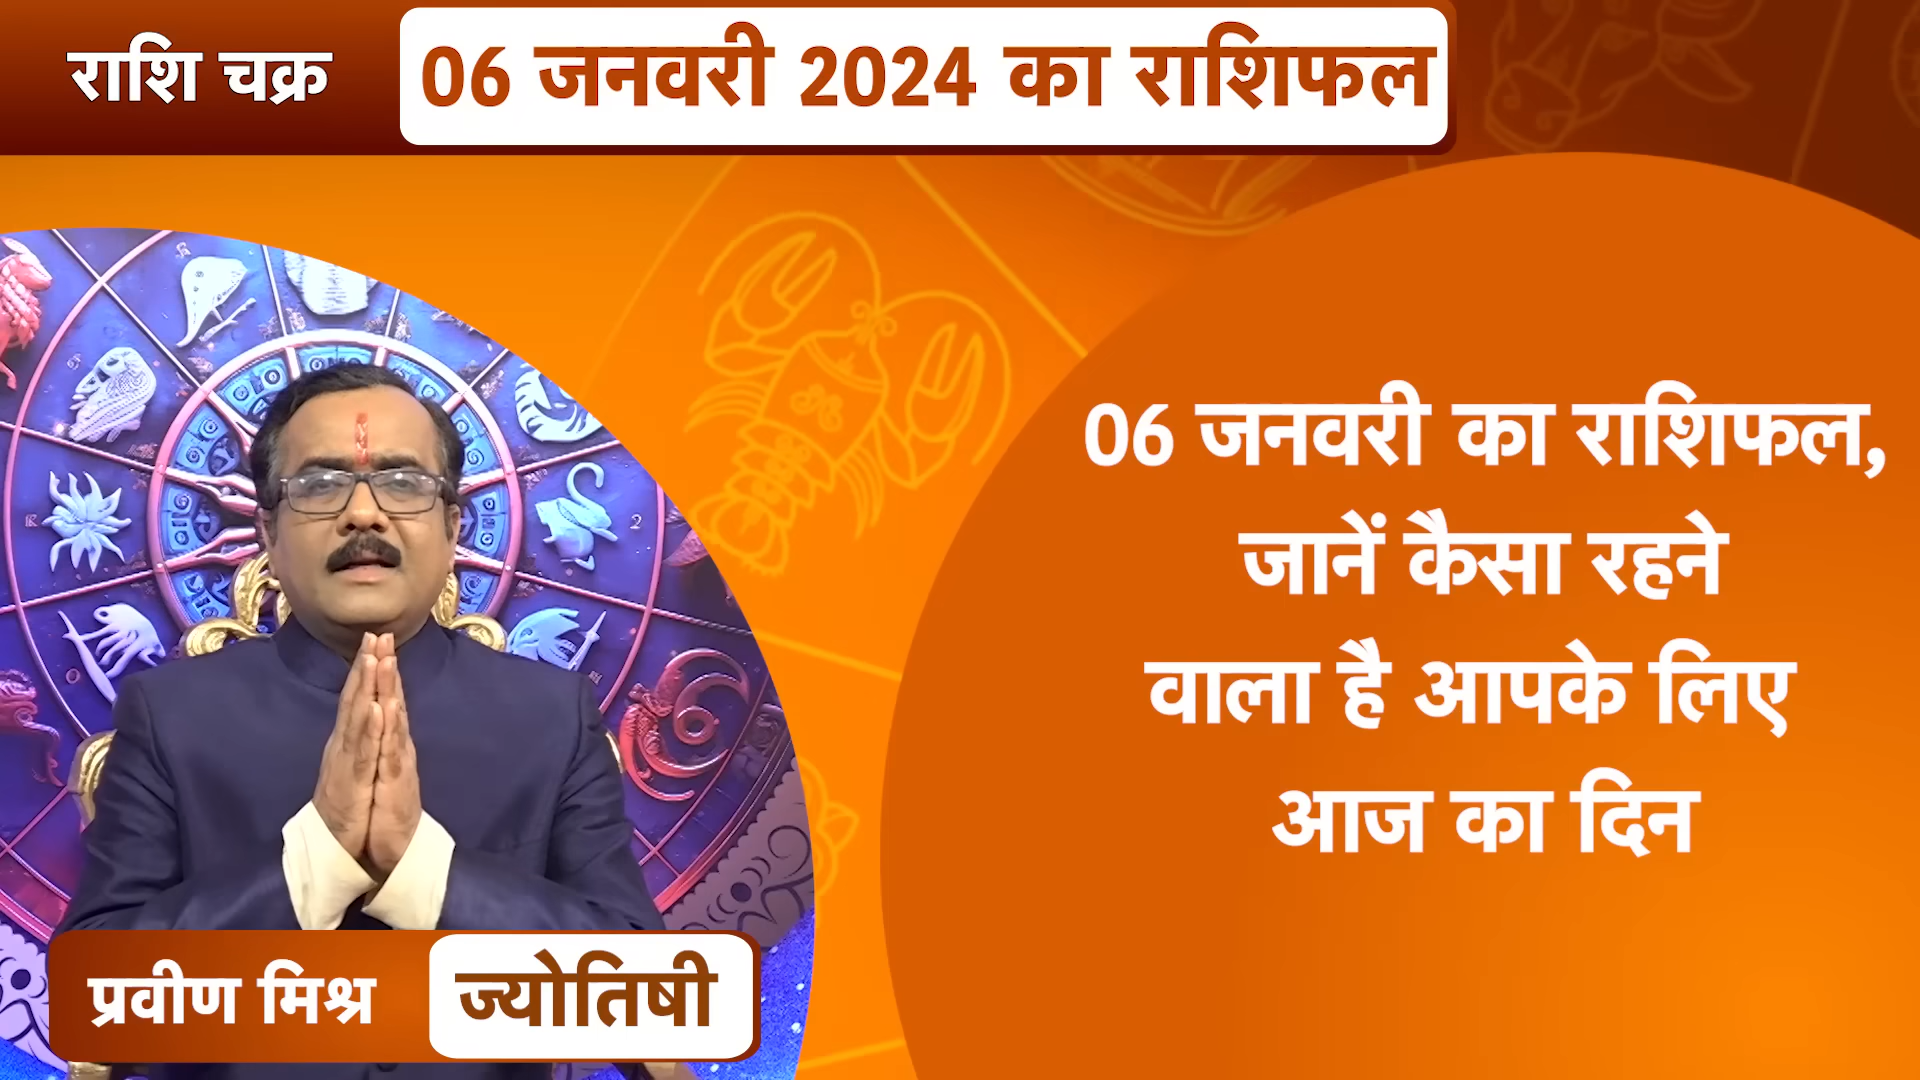 राशि चक्र
06 जनवरी 2024 का राशिफल
06 जनवरी का राशिफल,
जानें कैसा रहने
वाला है आपके लिए
आज का दिन
प्रवीण मिश्र
ज्योतिषी